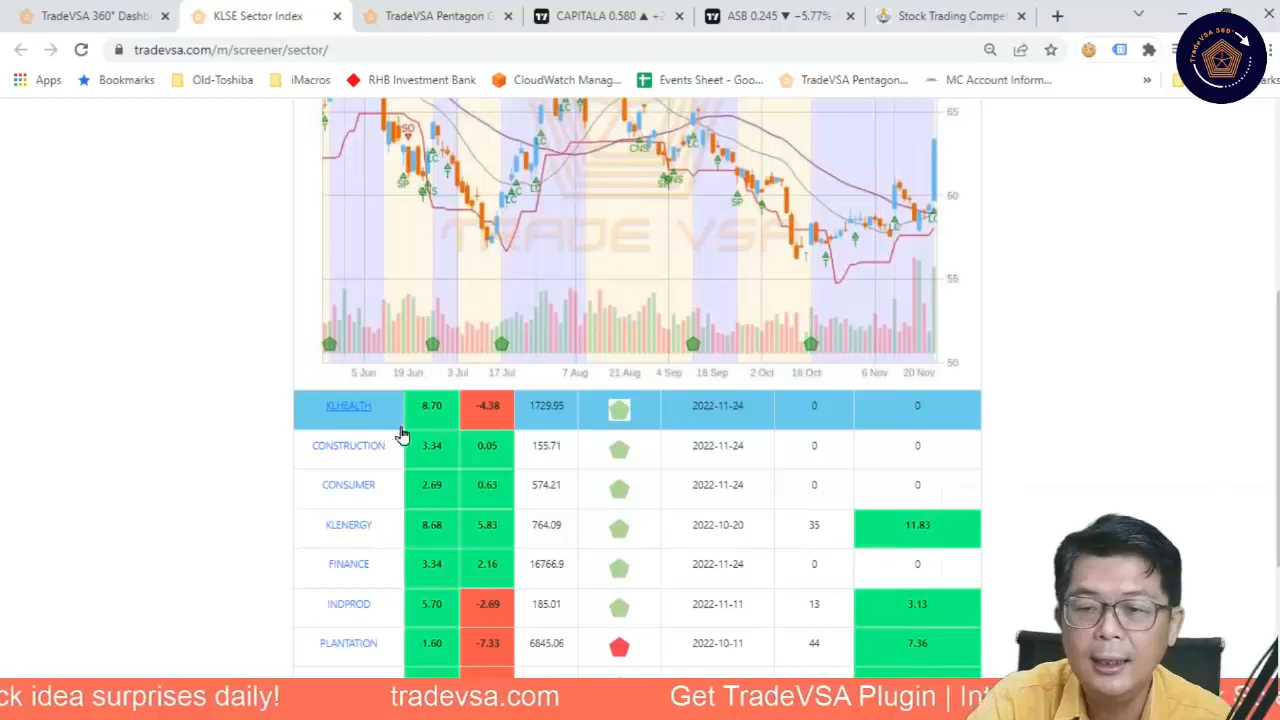 TradeVSA 360° Dashb
KLSE Sector Index
TradeVSA Pentagon G
CAPITALA 0.580 ▲ +2
ASB 0.245 ▼ −5.77%
Stock Trading Compe
tradevsa.com/m/screener/sector/
Apps
Bookmarks
Old-Toshiba
iMacros
RHB Investment Bank
CloudWatch Manag...
Events Sheet - Goo...
TradeVSA Pentagon...
MC Account Inform...
»
TradeVSA 360°
TRADE VSA
65
60
55
50
5 Jun 19 Jun 3 Jul 17 Jul 7 Aug 21 Aug 4 Sep 18 Sep 2 Oct 16 Oct 6 Nov 20 Nov
KLHEALTH 8.70 -4.38 1729.95 2022-11-24 0 0
CONSTRUCTION 3.34 0.05 155.71 2022-11-24 0 0
CONSUMER 2.69 0.63 574.21 2022-11-24 0 0
KLENERGY 8.68 5.83 764.09 2022-10-20 35 11.83
FINANCE 3.34 2.16 16766.9 2022-11-24 0 0
INDPROD 5.70 -2.69 185.01 2022-11-11 13 3.13
PLANTATION 1.60 -7.33 6845.06 2022-10-11 44 7.36
ck idea surprises daily! tradevsa.com Get TradeVSA Plugin | Int